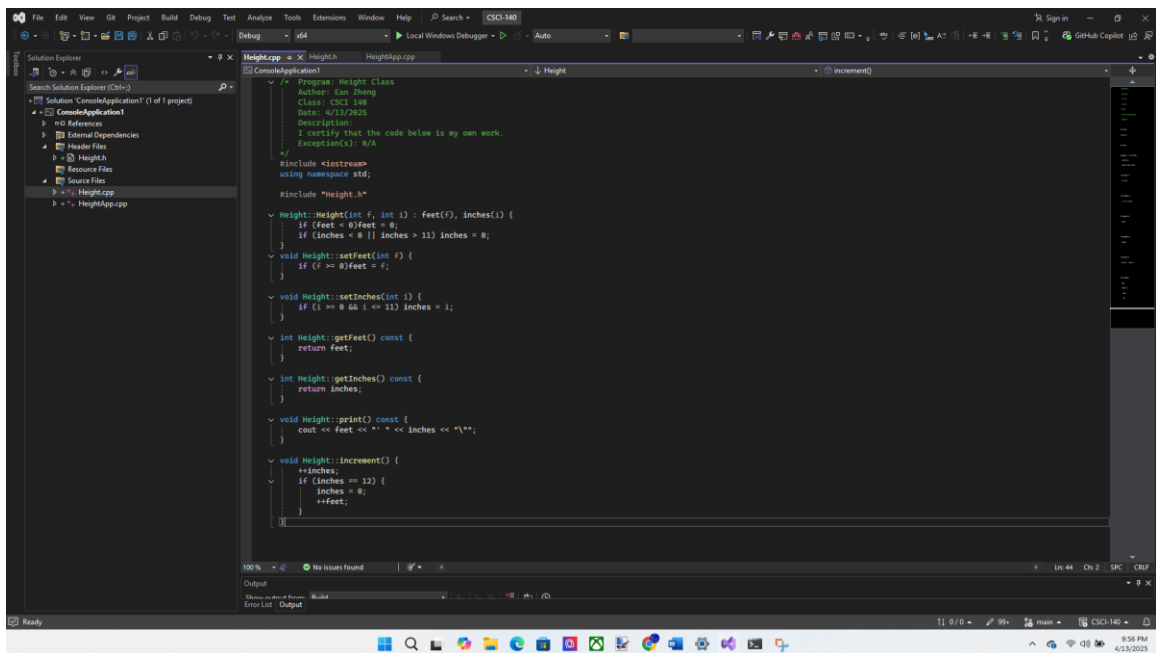 File Edit View Git Project Build Debug Test Analyze Tools Extensions Window Help Search CSCI-140 Sign in
Debug x64 Local Windows Debugger Auto GitHub Copilot
Toolbox
Solution Explorer
Search Solution Explorer (Ctrl+;)
Solution 'ConsoleApplication1' (1 of 1 project)
ConsoleApplication1
References
External Dependencies
Header Files
Height.h
Resource Files
Source Files
Height.cpp
HeightApp.cpp
Height.cpp Height.h HeightApp.cpp
ConsoleApplication1 Height increment()
/* Program: Height Class
Author: Ean Zheng
Class: CSCI 140
Date: 4/13/2025
Description:
I certify that the code below is my own work.
Exception(s): N/A
*/
#include <iostream>
using namespace std;
#include "Height.h"
Height::Height(int f, int i) : feet(f), inches(i) {
if (feet < 0)feet = 0;
if (inches < 0 || inches > 11) inches = 0;
}
void Height::setFeet(int f) {
if (f >= 0)feet = f;
}
void Height::setInches(int i) {
if (i >= 0 && i <= 11) inches = i;
}
int Height::getFeet() const {
return feet;
}
int Height::getInches() const {
return inches;
}
void Height::print() const {
cout << feet << "' " << inches << "\"";
}
void Height::increment() {
++inches;
if (inches == 12) {
inches = 0;
++feet;
}
}
100 % No issues found Ln: 44 Ch: 2 SPC CRLF
Output
Show output from: Build
Error List Output
Ready 0 / 0 99+ main CSCI-140
9:56 PM
4/13/2025